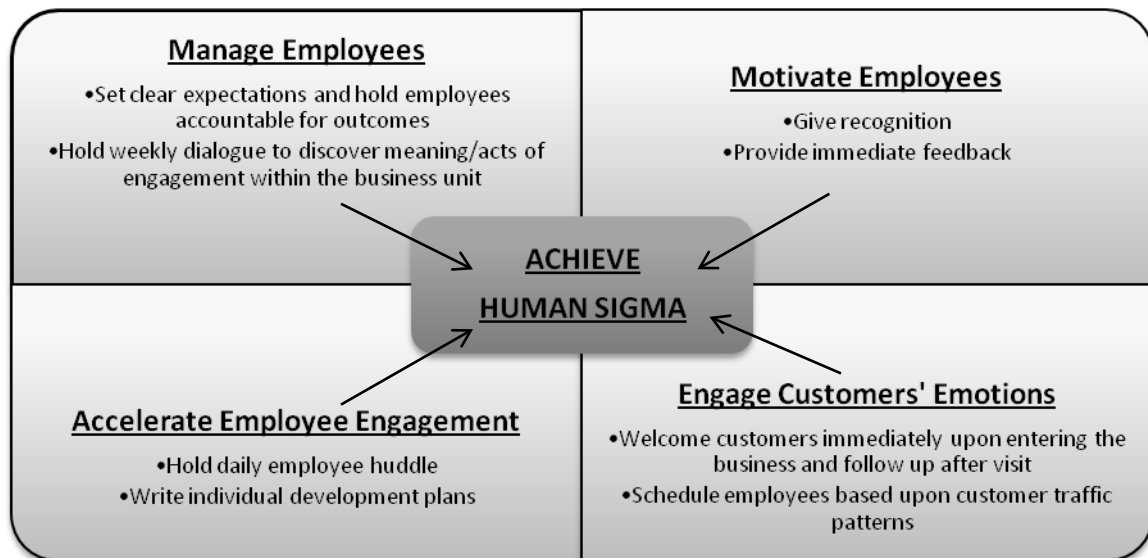 Manage Employees
•Set clear expectations and hold employees
accountable for outcomes
•Hold weekly dialogue to discover meaning/acts of
engagement within the business unit
Motivate Employees
•Give recognition
•Provide immediate feedback
ACHIEVE
HUMAN SIGMA
Accelerate Employee Engagement
•Hold daily employee huddle
•Write individual development plans
Engage Customers' Emotions
•Welcome customers immediately upon entering the
business and follow up after visit
•Schedule employees based upon customer traffic
patterns